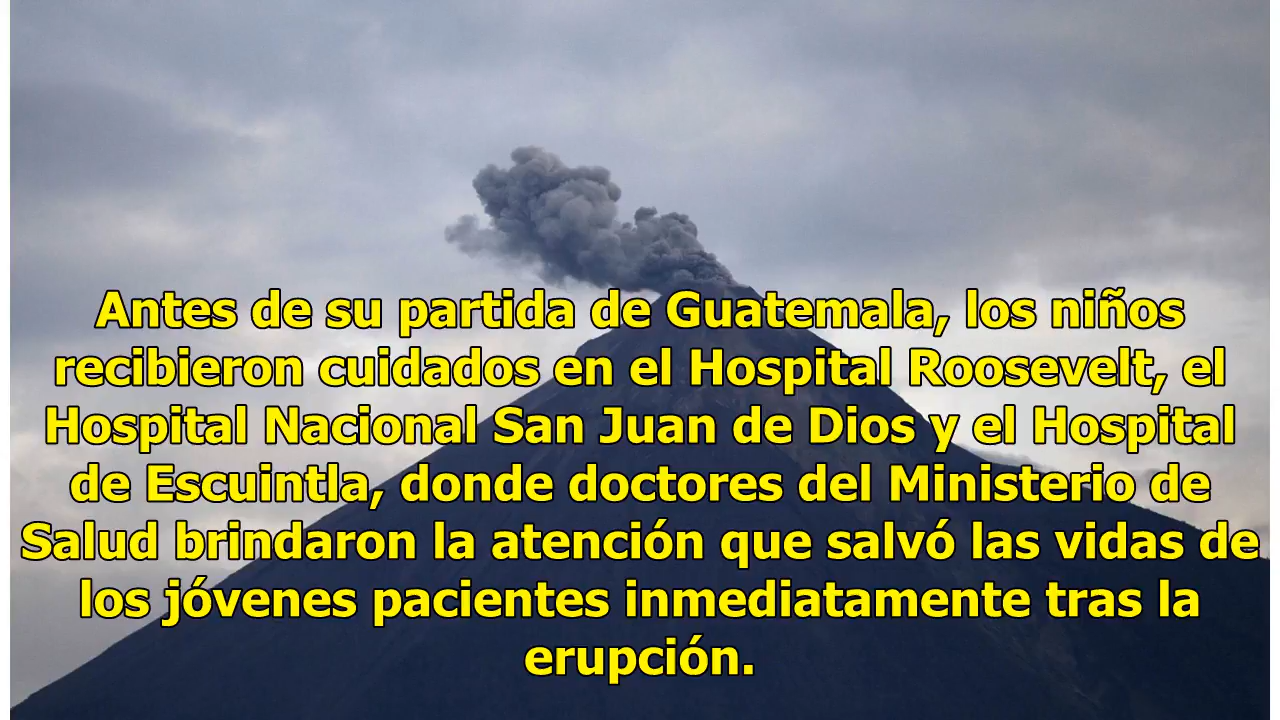 Antes de su partida de Guatemala, los niños
recibieron cuidados en el Hospital Roosevelt, el
Hospital Nacional San Juan de Dios y el Hospital
de Escuintla, donde doctores del Ministerio de
Salud brindaron la atención que salvó las vidas de
los jóvenes pacientes inmediatamente tras la
erupción.